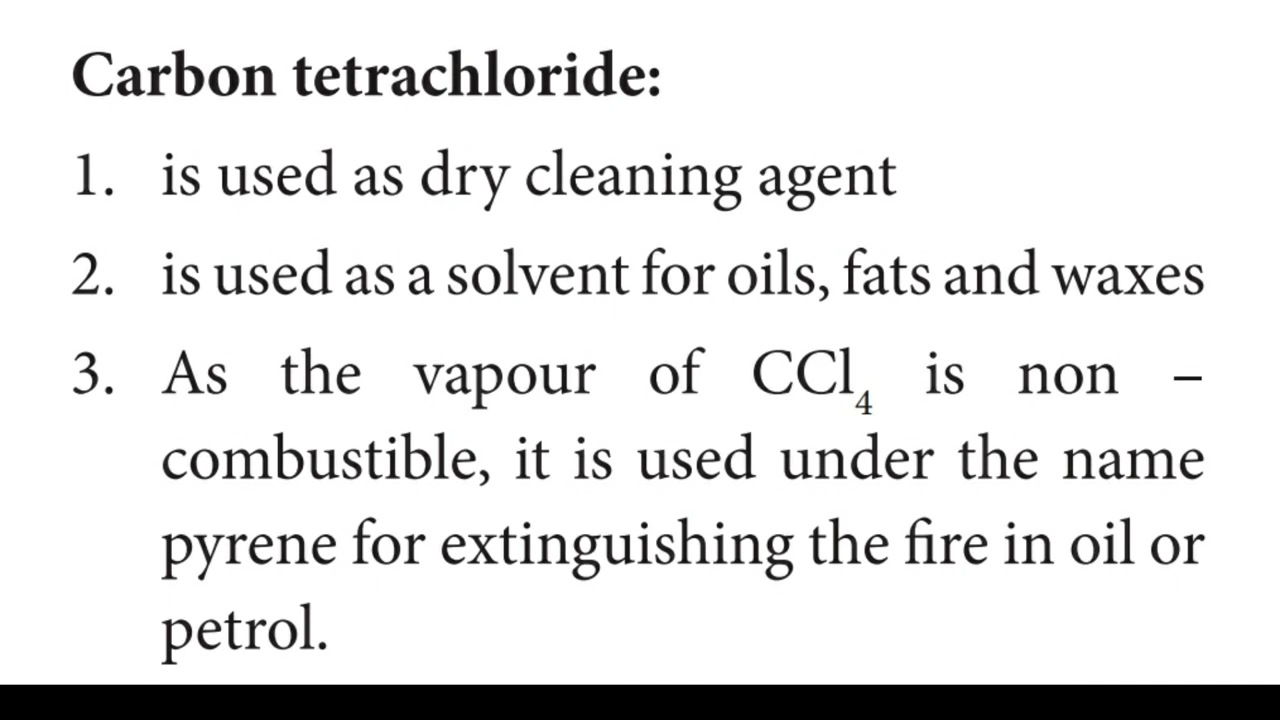 Carbon tetrachloride:
1. is used as dry cleaning agent
2. is used as a solvent for oils, fats and waxes
3. As the vapour of CCl₄ is non –
combustible, it is used under the name
pyrene for extinguishing the fire in oil or
petrol.